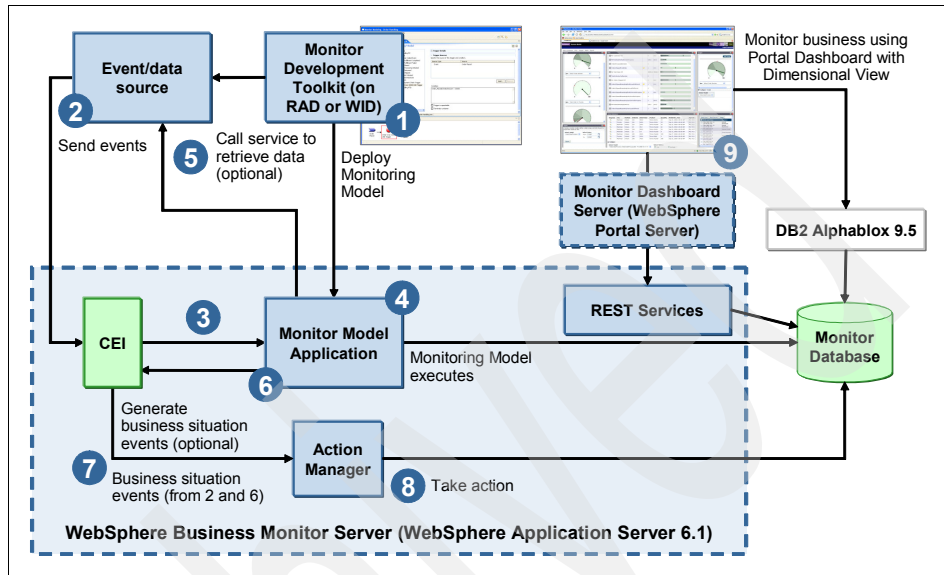 Event/data
source
2
Send events
Monitor
Development
Toolkit (on
RAD or WID)
1
5
Call service to
retrieve data
(optional)
Deploy
Monitoring
Model
Monitor business using
Portal Dashboard with
Dimensional View
9
Monitor Dashboard
Server (WebSphere
Portal Server)
DB2 Alphablox 9.5
CEI
3
4
Monitor Model
Application
6
REST Services
Monitor
Database
Monitoring Model
executes
Generate
business situation
events (optional)
7
Business situation
events (from 2 and 6)
Action
Manager
8
Take action
WebSphere Business Monitor Server (WebSphere Application Server 6.1)